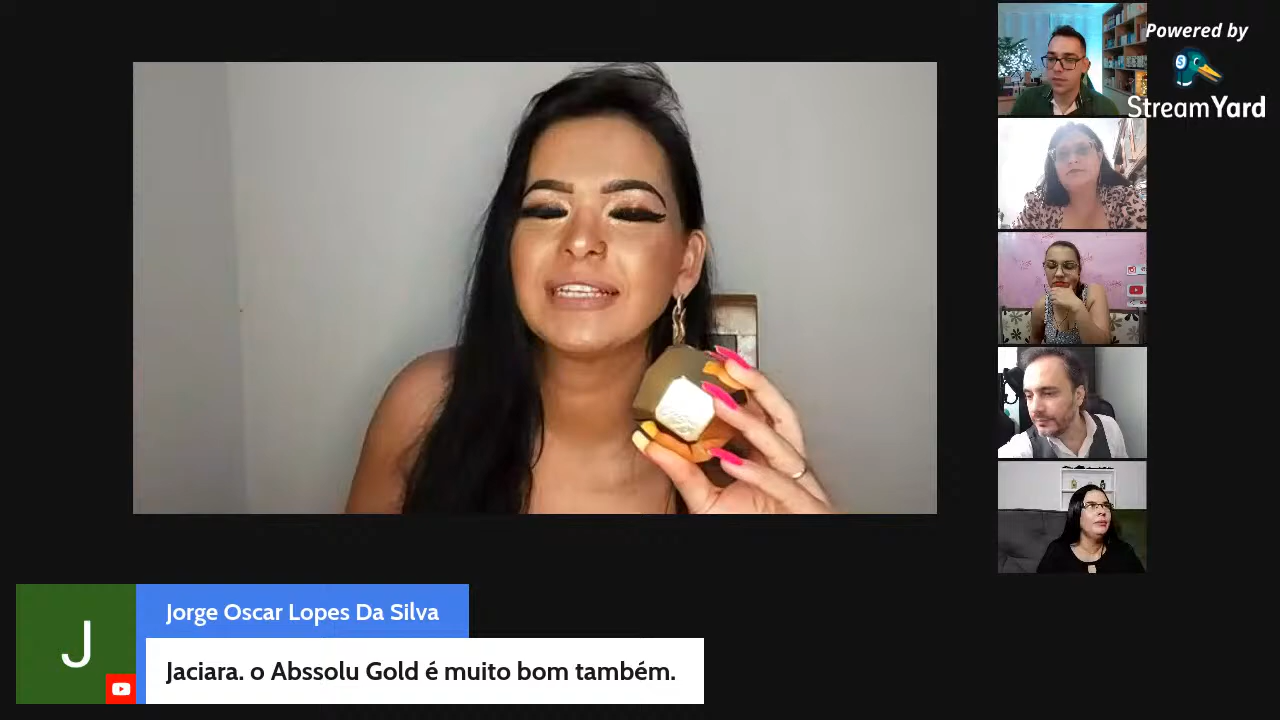 Powered by
StreamYard
Jorge Oscar Lopes Da Silva
J
Jaciara. o Abssolu Gold é muito bom também.